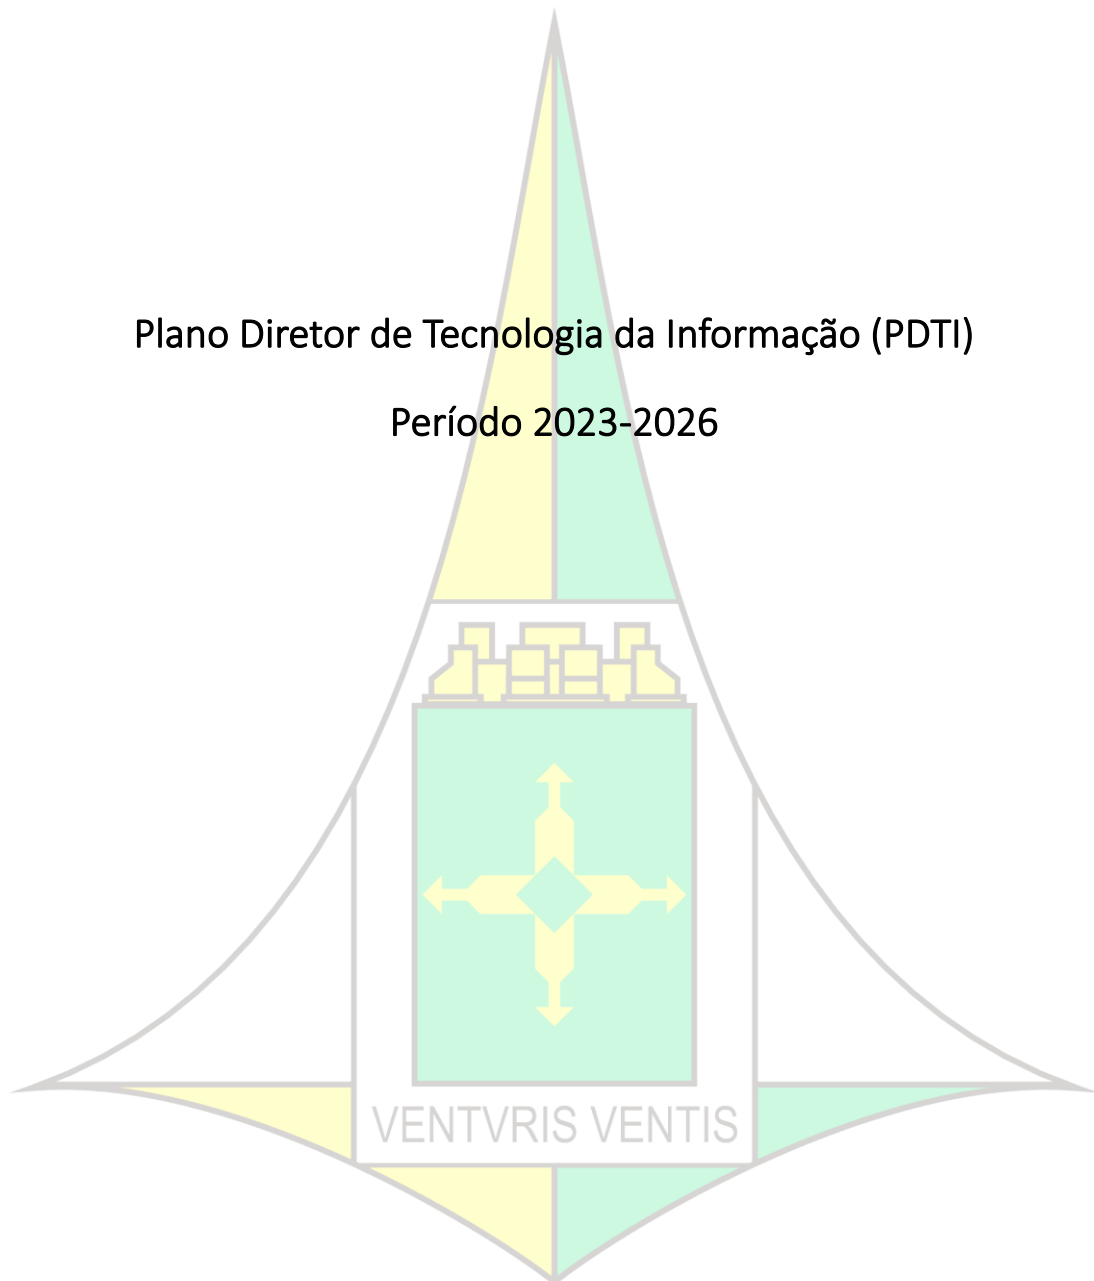 Plano Diretor de Tecnologia da Informação (PDTI)
Período 2023-2026
VENTVRIS VENTIS